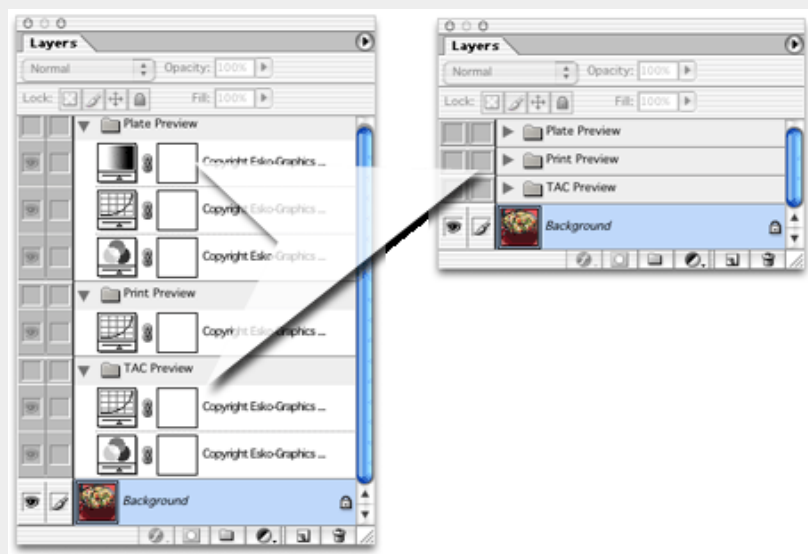 Layers
Normal
Opacity: 100%
Lock:
Fill: 100%
Plate Preview
Copyright Esko-Graphics ...
Copyright Esko-Graphics ...
Copyright Esko-Graphics ...
Print Preview
Copyright Esko-Graphics ...
TAC Preview
Copyright Esko-Graphics ...
Copyright Esko-Graphics ...
Background
Layers
Normal
Opacity: 100%
Lock:
Fill: 100%
Plate Preview
Print Preview
TAC Preview
Background